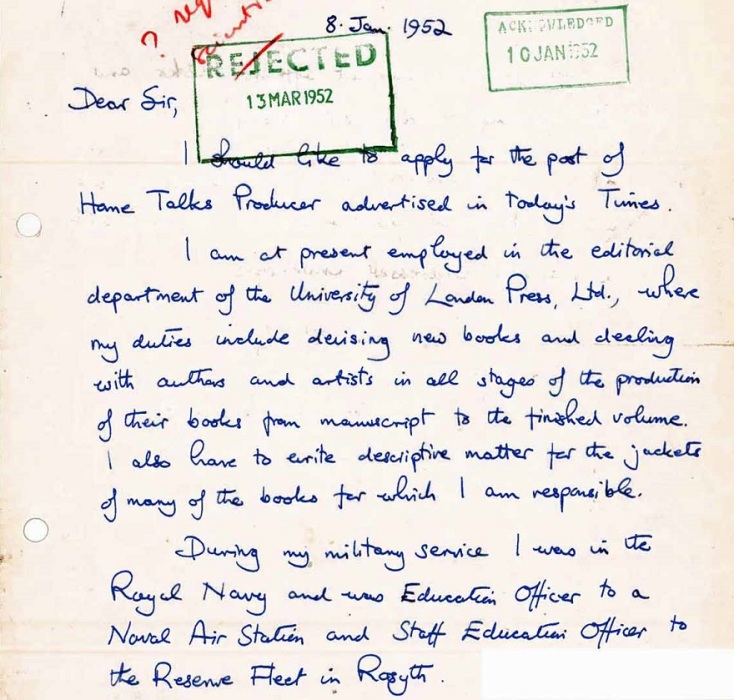 ?
8. Jan. 1952
ACKNOWLEDGED
10 JAN 1952
REJECTED
13 MAR 1952
Dear Sir,
I should like to apply for the post of
Home Talks Producer advertised in today's Times.
I am at present employed in the editorial
department of the University of London Press, Ltd., where
my duties include devising new books and dealing
with authors and artists in all stages of the production
of their books from manuscript to the finished volume.
I also have to write descriptive matter for the jackets
of many of the books for which I am responsible.
During my military service I was in the
Royal Navy and was Education Officer to a
Naval Air Station and Staff Education Officer to
the Reserve Fleet in Rosyth.